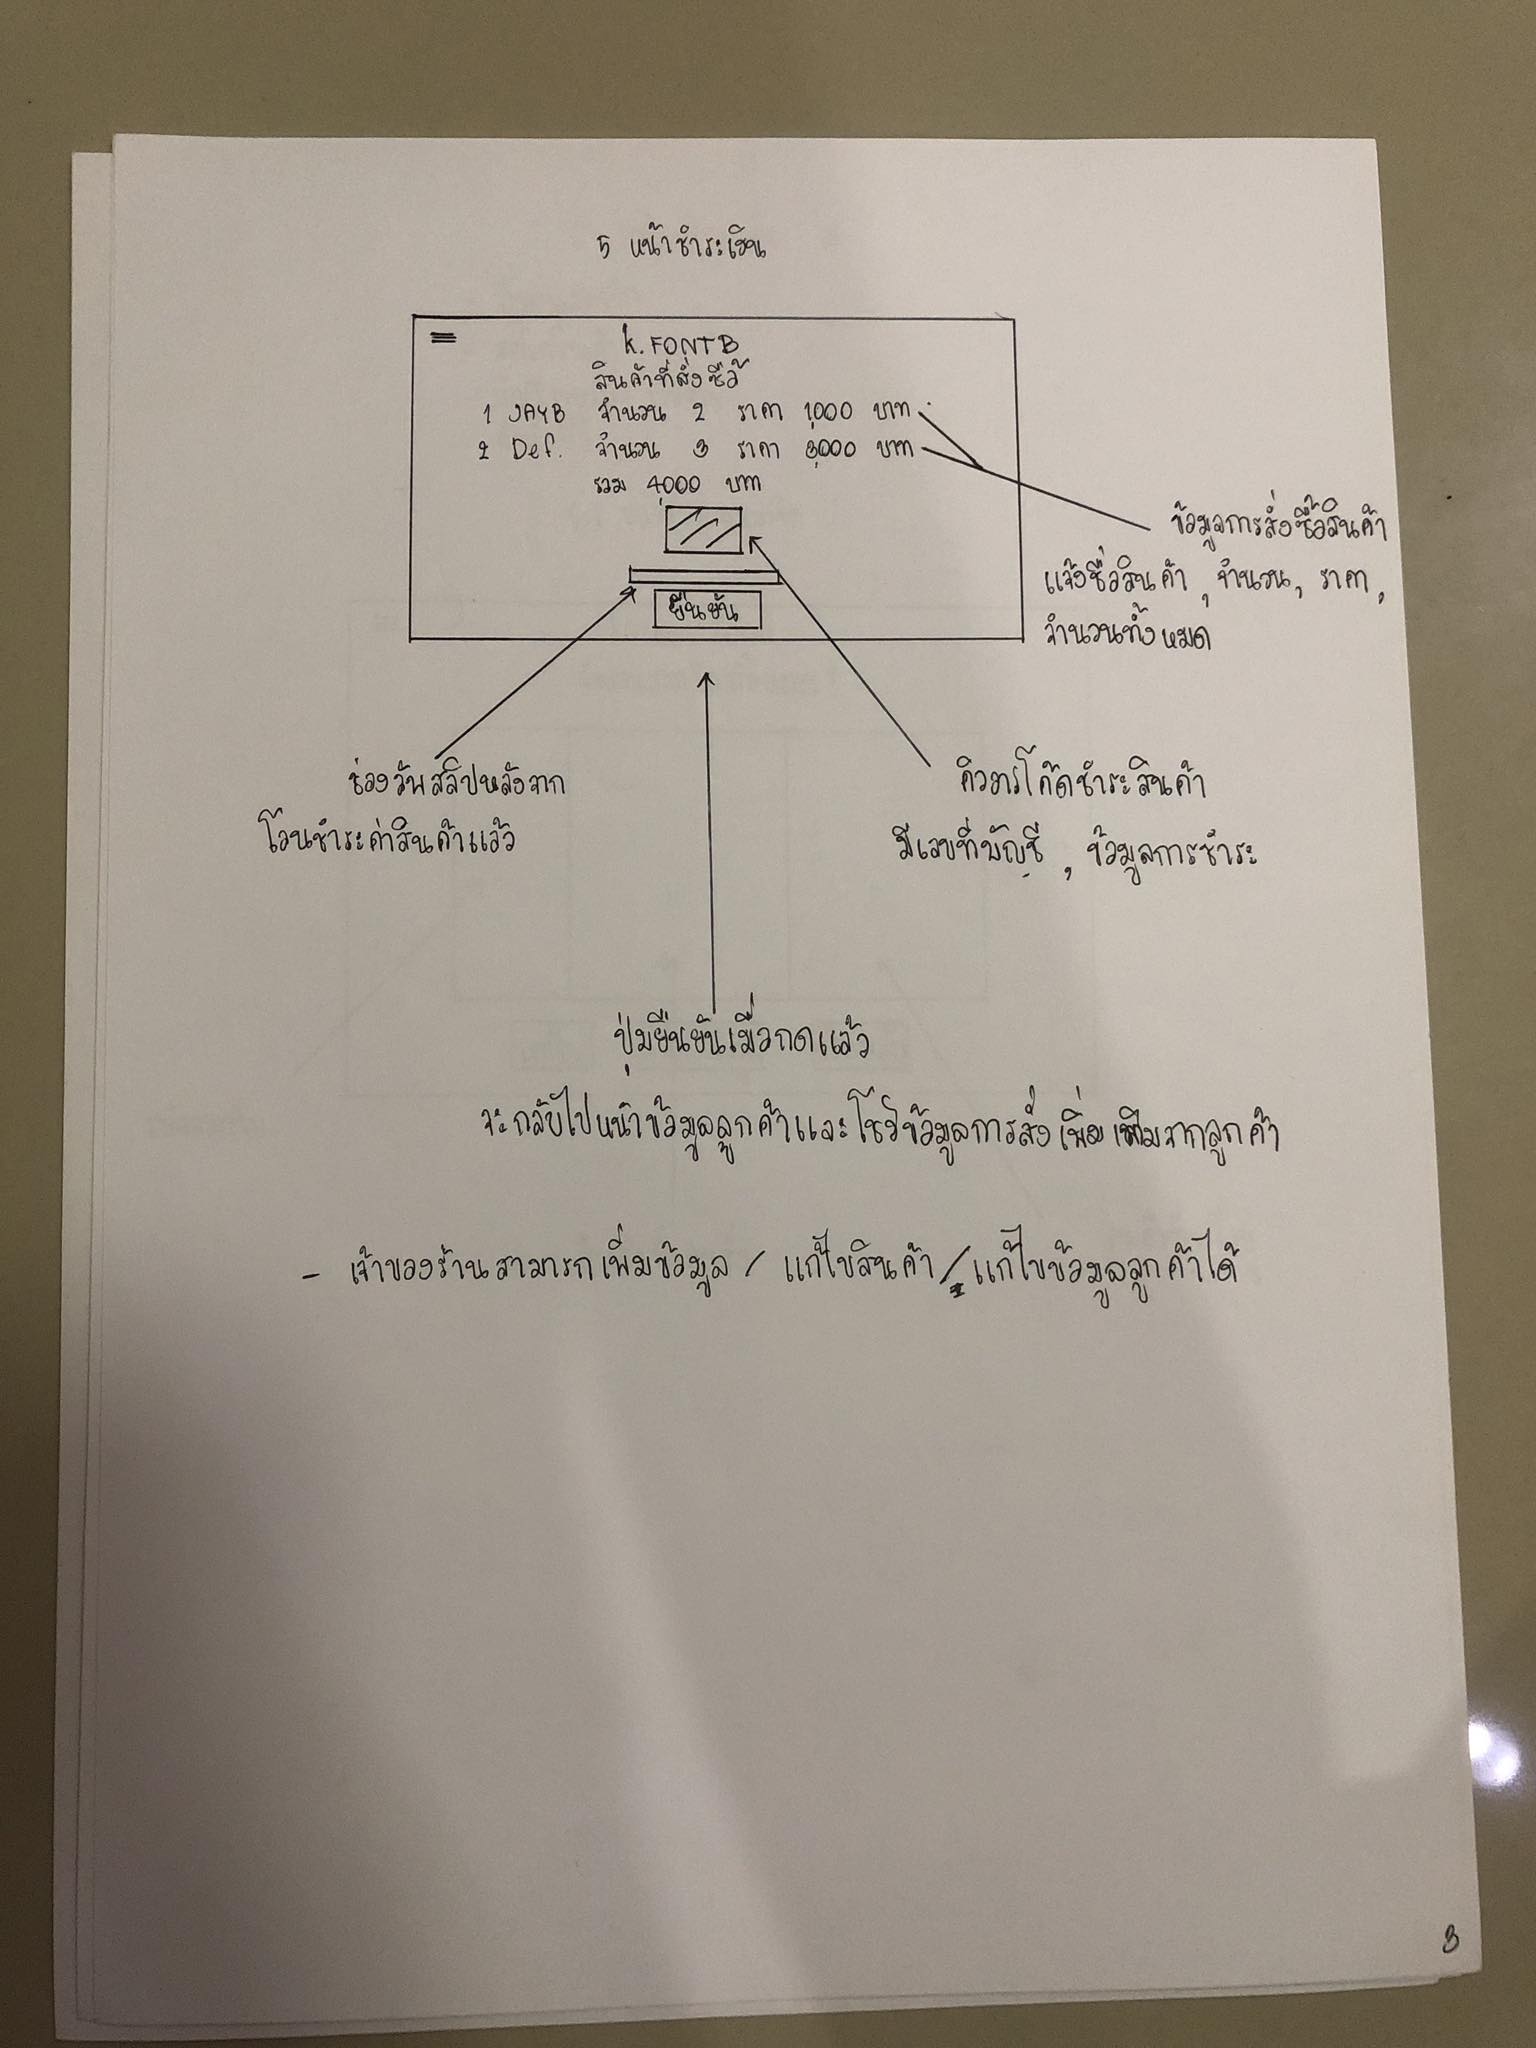 5 หน้าชำระเงิน
K.FONTB
สินค้าที่สั่งซื้อ
1 JAYB จำนวน 2 ราคา 1,000 บาท
2 Def. จำนวน 3 ราคา 3,000 บาท
รวม 4,000 บาท
ยืนยัน
ข้อมูลการสั่งซื้อสินค้า
แจ้งชื่อสินค้า, จำนวน, ราคา,
จำนวนทั้งหมด
ช่องอัพสลิปหลังจาก
โอนชำระค่าสินค้าแล้ว
คิวอาร์โค๊ดชำระสินค้า
มีเลขที่บัญชี, ข้อมูลการชำระ
ปุ่มยืนยันเมื่อกดแล้ว
จะกลับไปหน้าข้อมูลลูกค้าและโชว์ข้อมูลการสั่งเพิ่มเติมจากลูกค้า
- เจ้าของร้านสามารถเพิ่มข้อมูล / แก้ไขสินค้า / แก้ไขข้อมูลลูกค้าได้
3